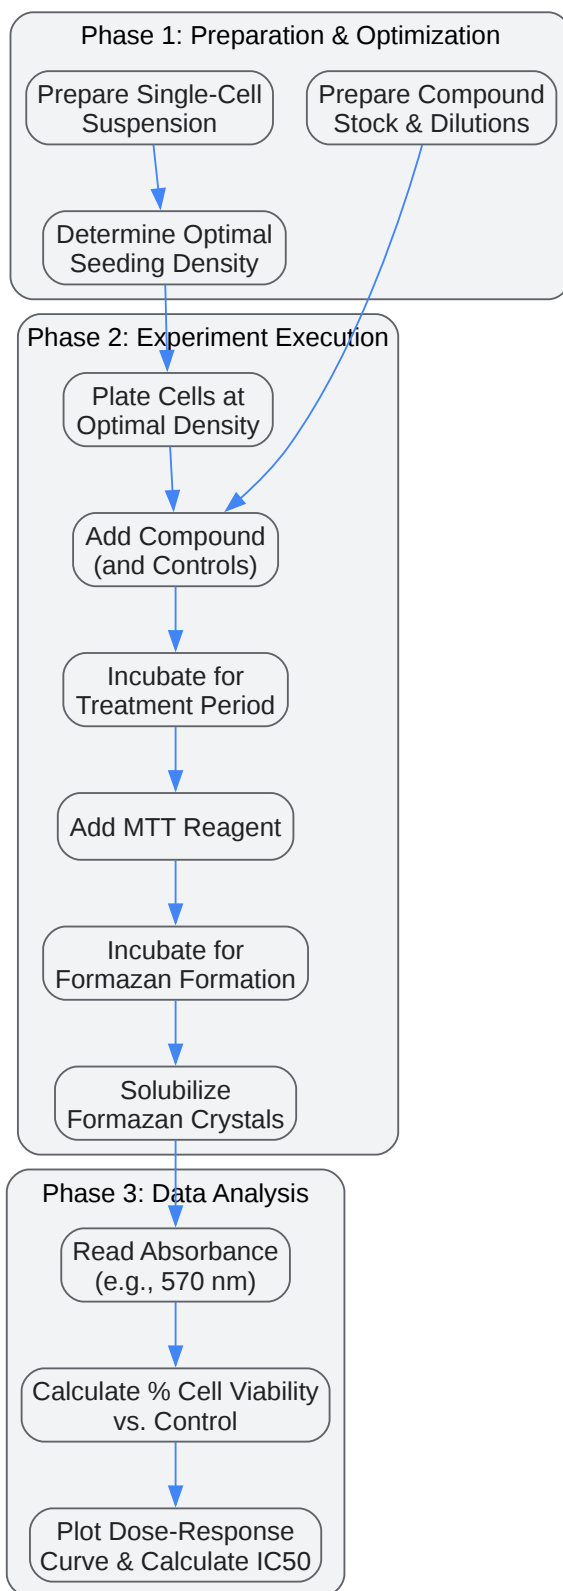 Phase 1: Preparation & Optimization
Prepare Single-Cell
Suspension
Prepare Compound
Stock & Dilutions
Determine Optimal
Seeding Density
Phase 2: Experiment Execution
Plate Cells at
Optimal Density
Add Compound
(and Controls)
Incubate for
Treatment Period
Add MTT Reagent
Incubate for
Formazan Formation
Solubilize
Formazan Crystals
Phase 3: Data Analysis
Read Absorbance
(e.g., 570 nm)
Calculate % Cell Viability
vs. Control
Plot Dose-Response
Curve & Calculate IC50